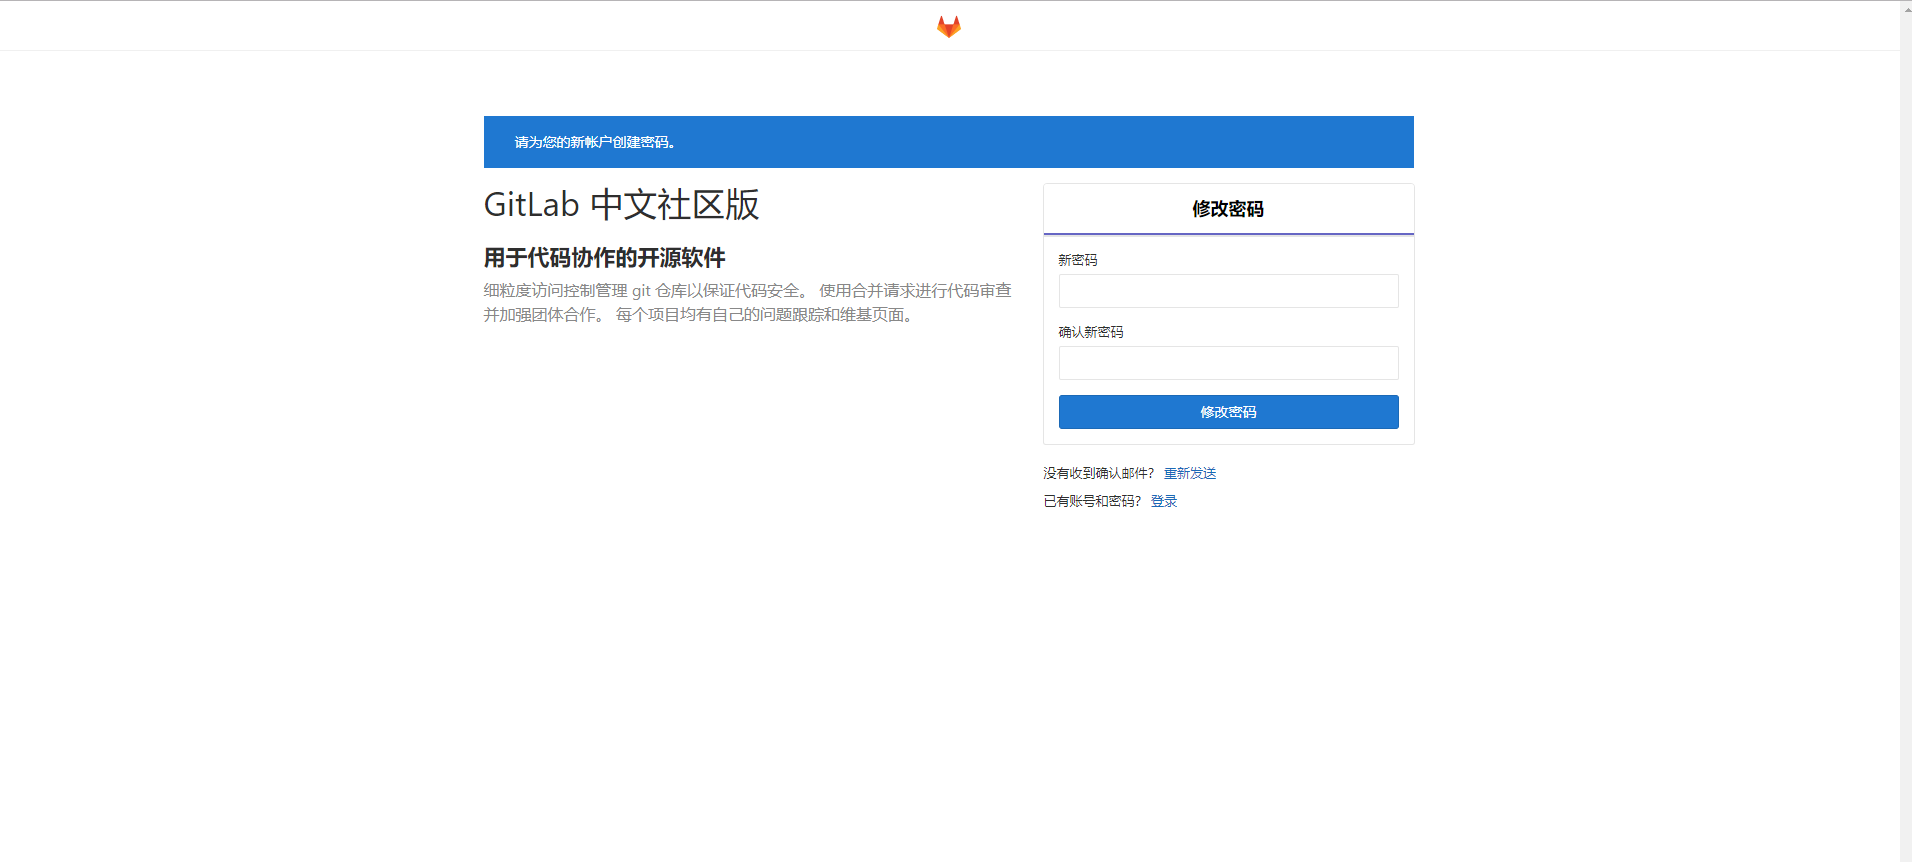 请为您的新帐户创建密码。
GitLab 中文社区版
用于代码协作的开源软件
细粒度访问控制管理 git 仓库以保证代码安全。 使用合并请求进行代码审查
并加强团体合作。 每个项目均有自己的问题跟踪和维基页面。
修改密码
新密码
确认新密码
修改密码
没有收到确认邮件? 重新发送
已有账号和密码? 登录